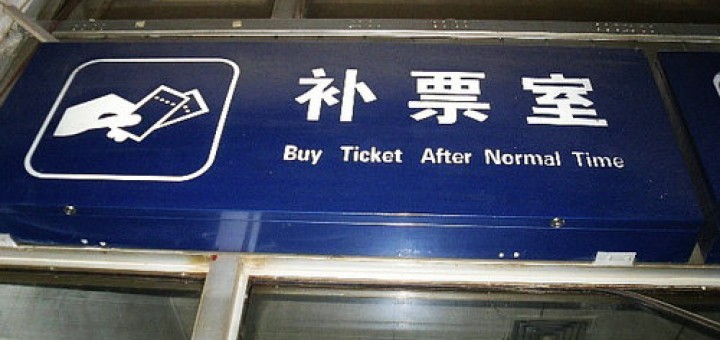 补票室
Buy Ticket After Normal Time